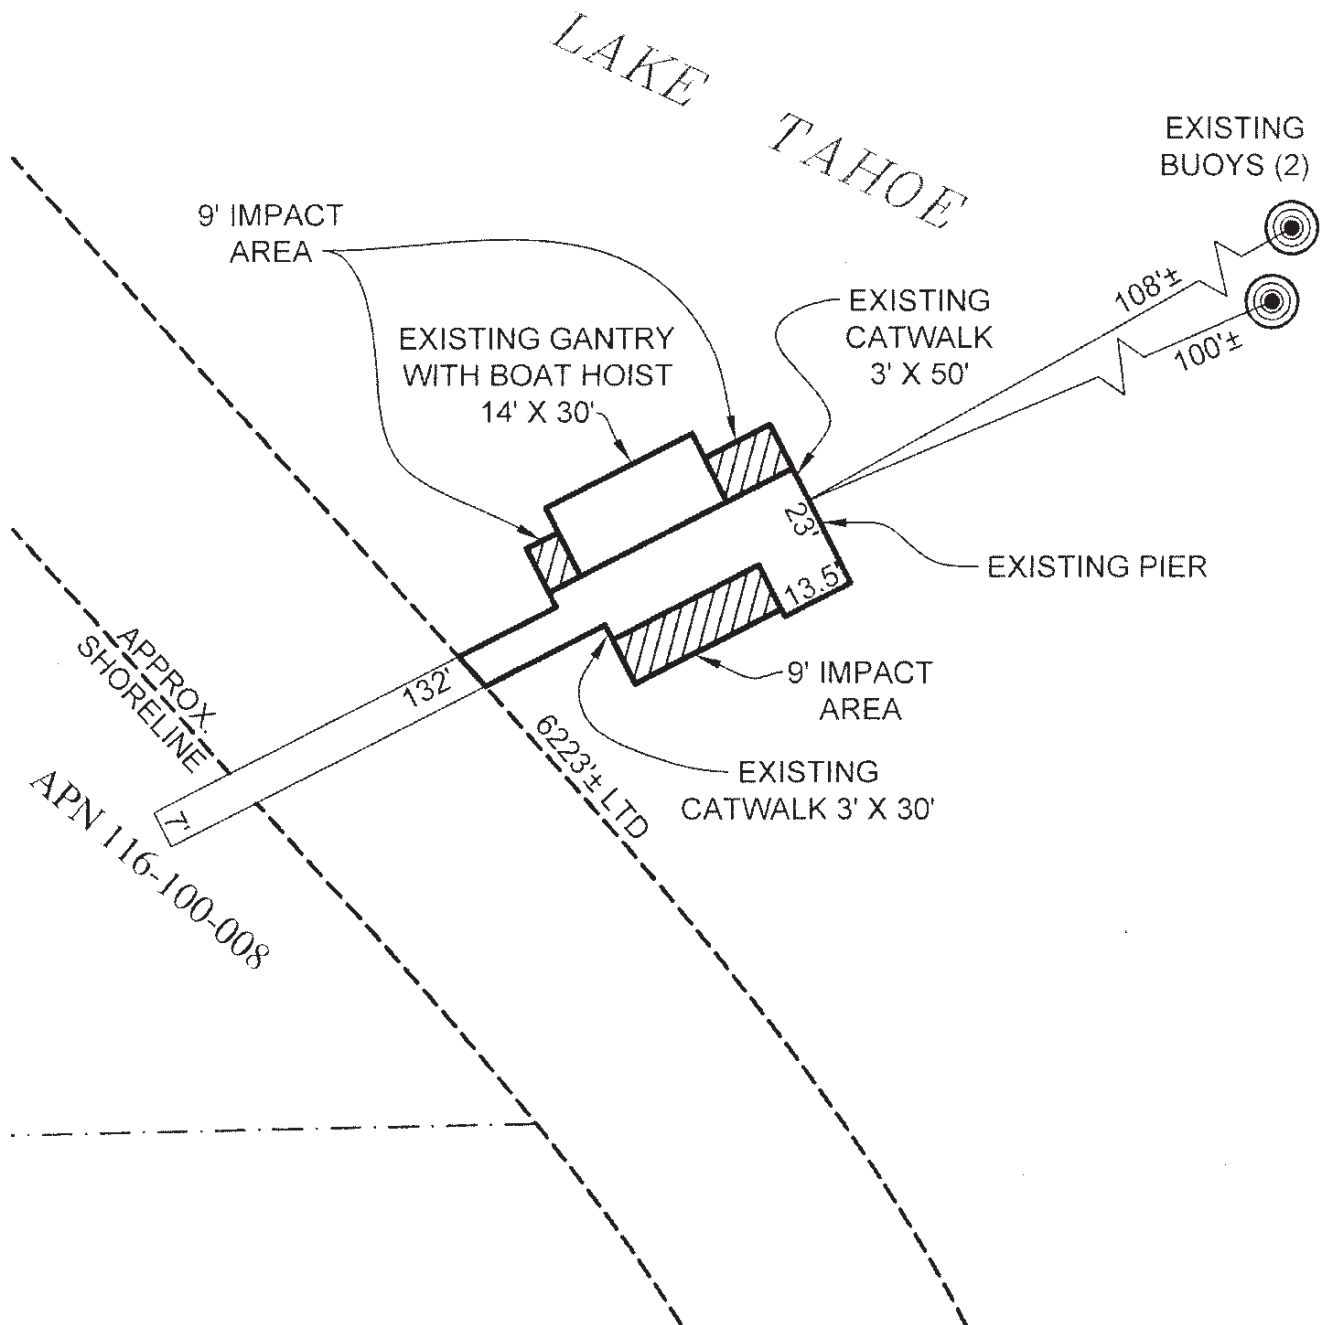 LAKE TAHOE
EXISTING
BUOYS (2)
9' IMPACT
AREA
108'±
100'±
EXISTING
CATWALK
3' X 50'
EXISTING GANTRY
WITH BOAT HOIST
14' X 30'
23'
EXISTING PIER
13.5'
9' IMPACT
AREA
132'
APPROX.
SHORELINE
6223'± LTD
EXISTING
CATWALK 3' X 30'
7'
APN 116-100-008